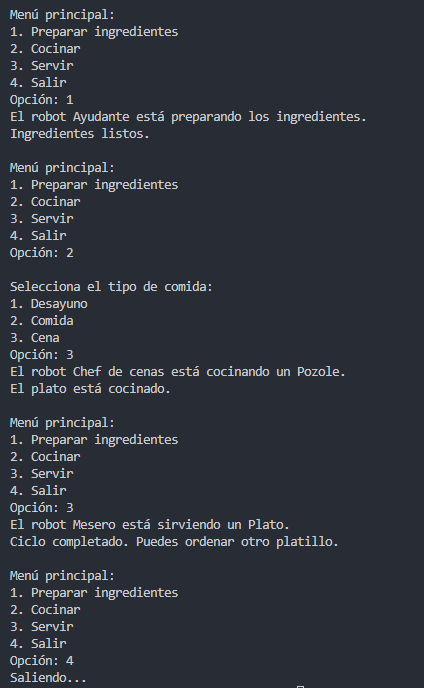 Menú principal:
1. Preparar ingredientes
2. Cocinar
3. Servir
4. Salir
Opción: 1
El robot Ayudante está preparando los ingredientes.
Ingredientes listos.
Menú principal:
1. Preparar ingredientes
2. Cocinar
3. Servir
4. Salir
Opción: 2
Selecciona el tipo de comida:
1. Desayuno
2. Comida
3. Cena
Opción: 3
El robot Chef de cenas está cocinando un Pozole.
El plato está cocinado.
Menú principal:
1. Preparar ingredientes
2. Cocinar
3. Servir
4. Salir
Opción: 3
El robot Mesero está sirviendo un Plato.
Ciclo completado. Puedes ordenar otro platillo.
Menú principal:
1. Preparar ingredientes
2. Cocinar
3. Servir
4. Salir
Opción: 4
Saliendo...